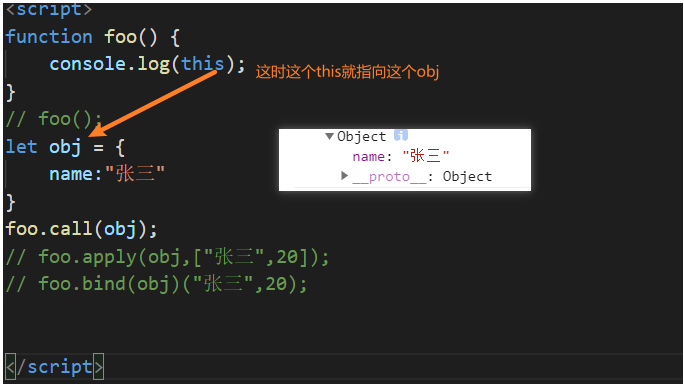 <script>
function foo() {
console.log(this);
这时这个this就指向这个obj
}
// foo();
let obj = {
name:"张三"
}
Object i
name: "张三"
__proto__: Object
foo.call(obj);
// foo.apply(obj,["张三",20]);
// foo.bind(obj)("张三",20);
</script>